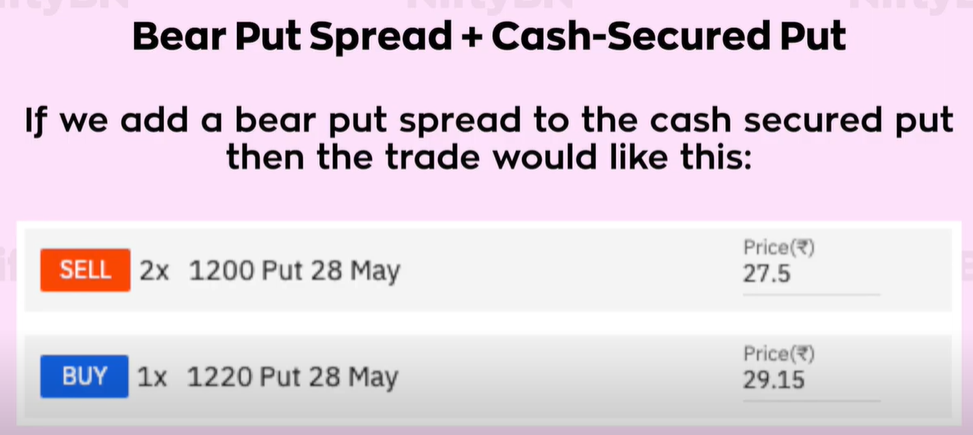 Bear Put Spread + Cash-Secured Put
If we add a bear put spread to the cash secured put
then the trade would like this:
SELL 2x 1200 Put 28 May
Price(₹)
27.5
BUY 1x 1220 Put 28 May
Price(₹)
29.15